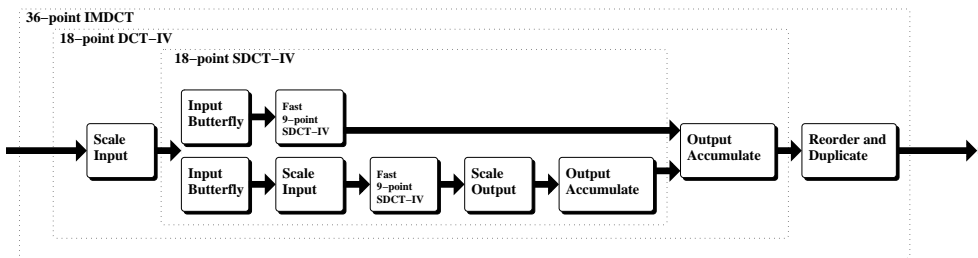 36−point IMDCT
18−point DCT−IV
18−point SDCT−IV
Input
Butterfly
Fast
9−point
SDCT−IV
Scale
Input
Output
Accumulate
Reorder and
Duplicate
Input
Butterfly
Scale
Input
Fast
9−point
SDCT−IV
Scale
Output
Output
Accumulate